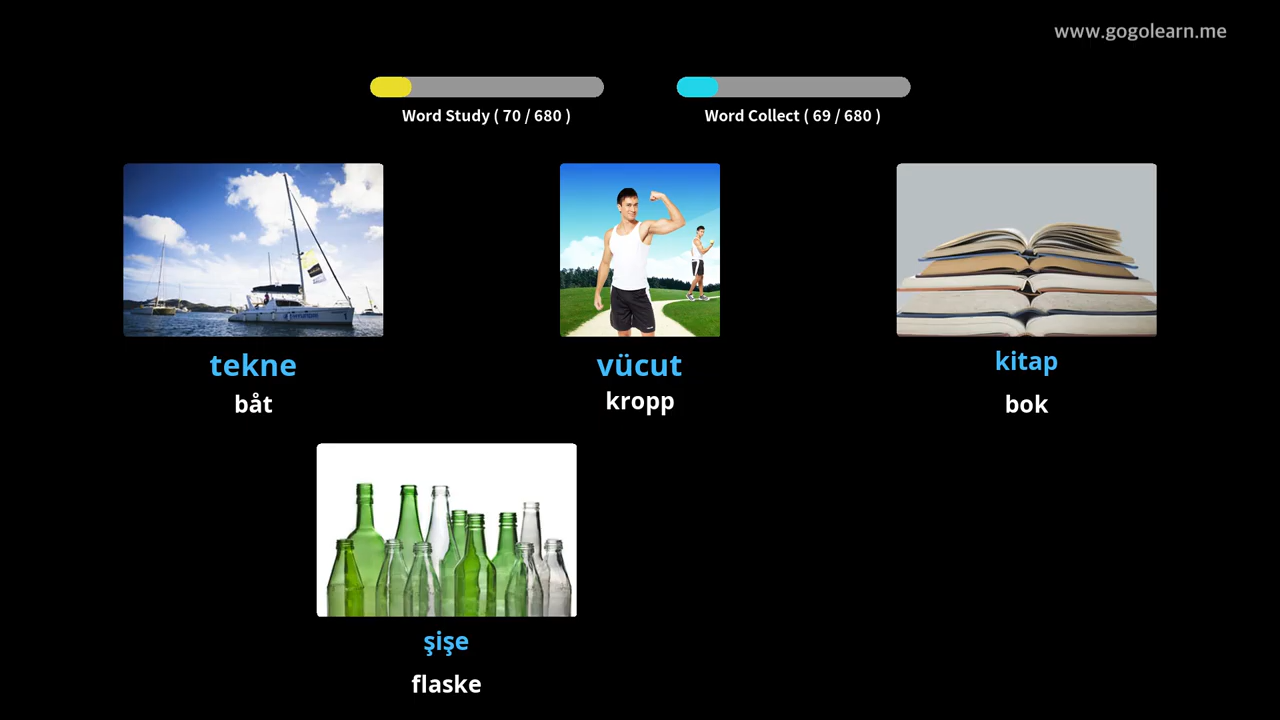 www.gogolearn.me
Word Study ( 70 / 680 )
Word Collect ( 69 / 680 )
tekne
båt
vücut
kropp
kitap
bok
şişe
flaske